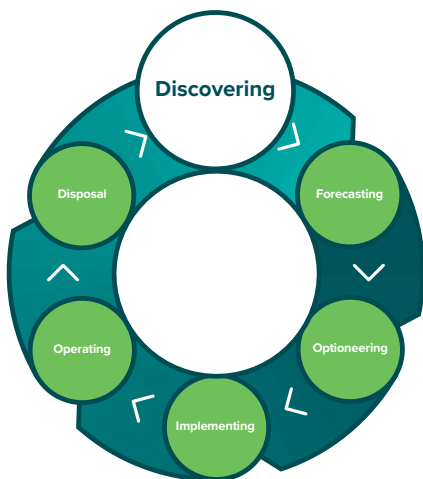 Discovering
Forecasting
Optioneering
Implementing
Operating
Disposal